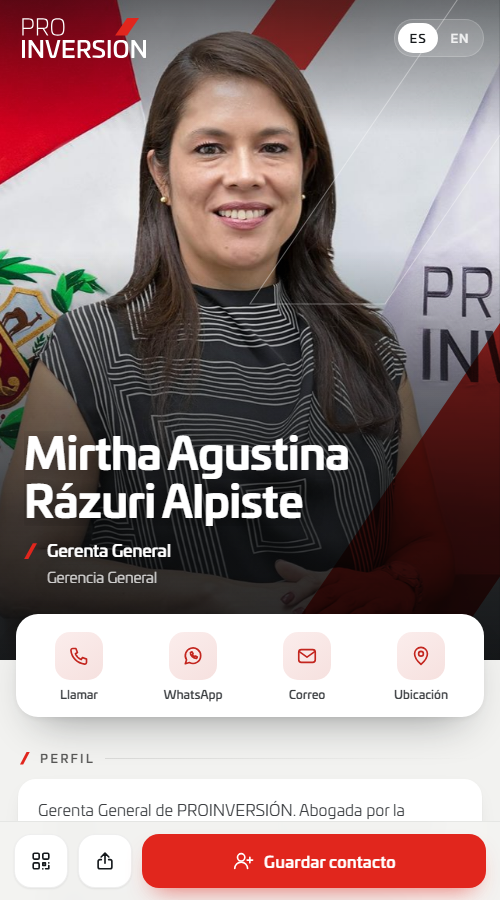 PRO
INVERSIÓN
ES EN
PR
INV
Mirtha Agustina
Rázuri Alpiste
Gerenta General
Gerencia General
Llamar WhatsApp Correo Ubicación
PERFIL
Gerenta General de PROINVERSIÓN. Abogada por la
Guardar contacto